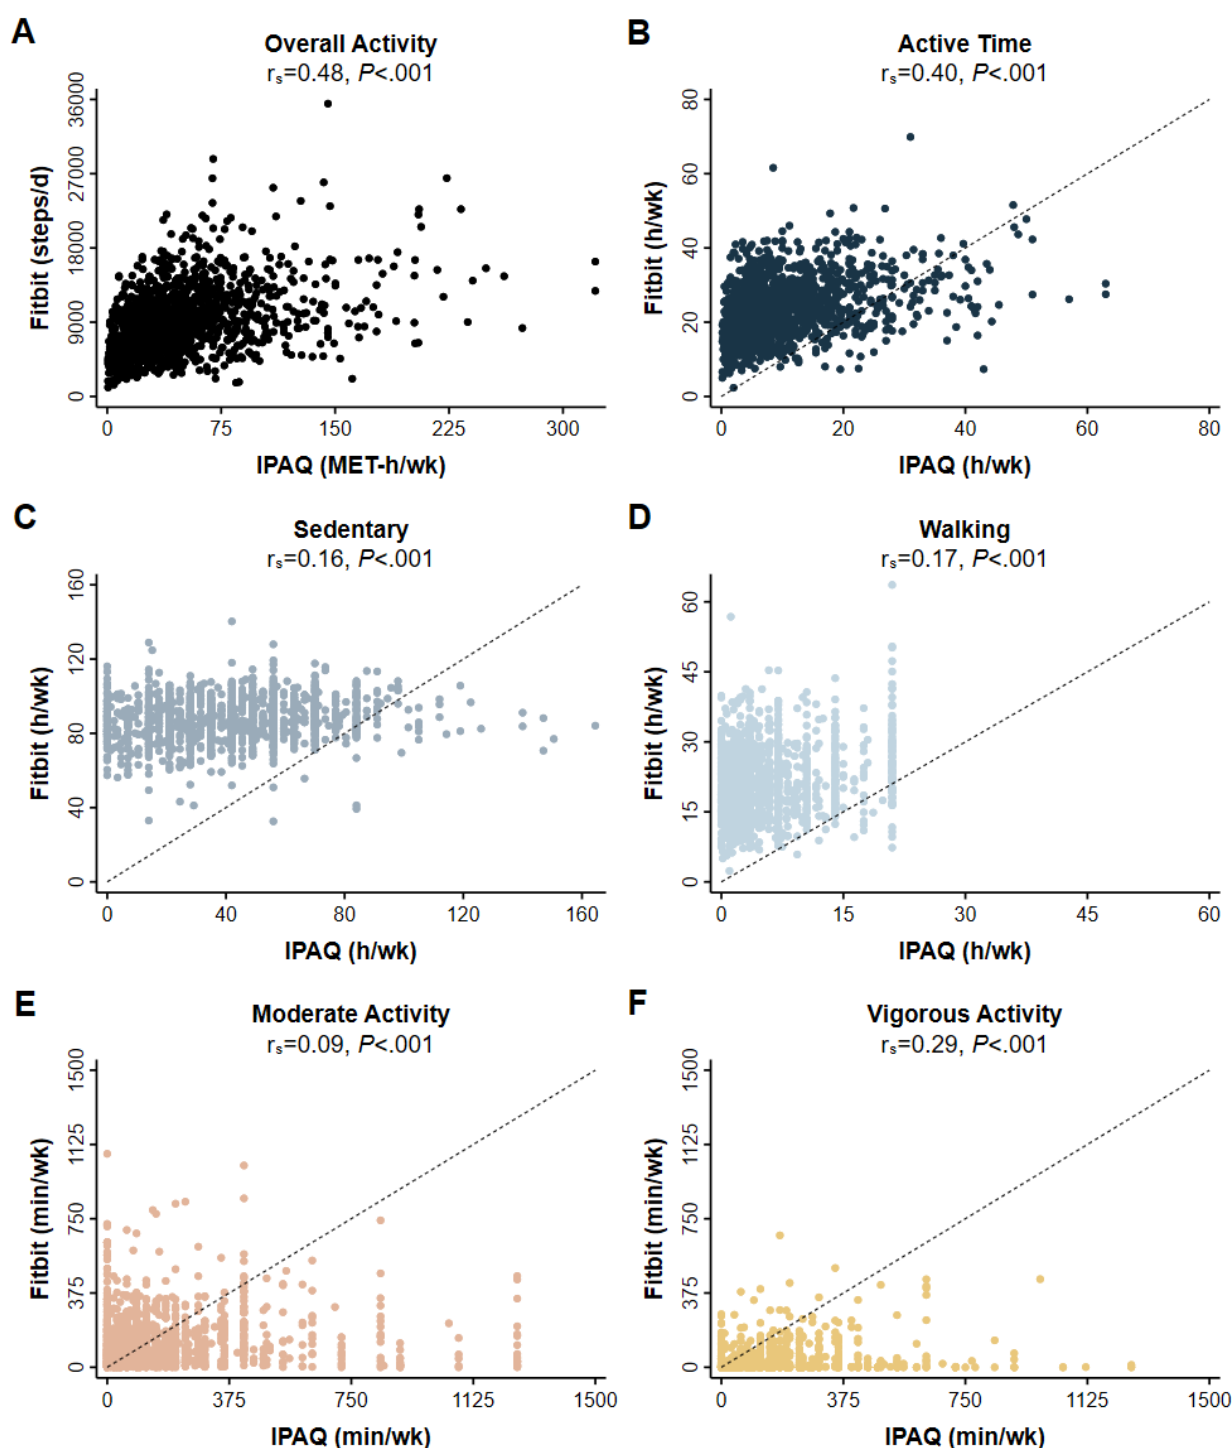 A
Overall Activity
rₛ=0.48, P<.001
Fitbit (steps/d)
36000
27000
18000
9000
0
0 75 150 225 300
IPAQ (MET-h/wk)
B
Active Time
rₛ=0.40, P<.001
Fitbit (h/wk)
80
60
40
20
0
0 20 40 60 80
IPAQ (h/wk)
C
Sedentary
rₛ=0.16, P<.001
Fitbit (h/wk)
160
120
80
40
0
0 40 80 120 160
IPAQ (h/wk)
D
Walking
rₛ=0.17, P<.001
Fitbit (h/wk)
60
45
30
15
0
0 15 30 45 60
IPAQ (h/wk)
E
Moderate Activity
rₛ=0.09, P<.001
Fitbit (min/wk)
1500
1125
750
375
0
0 375 750 1125 1500
IPAQ (min/wk)
F
Vigorous Activity
rₛ=0.29, P<.001
Fitbit (min/wk)
1500
1125
750
375
0
0 375 750 1125 1500
IPAQ (min/wk)